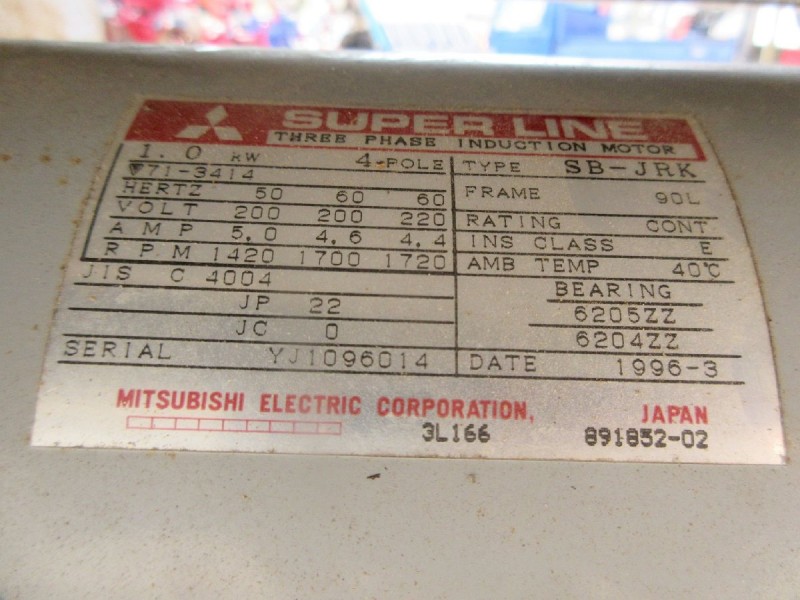 SUPER LINE
THREE PHASE INDUCTION MOTOR
1.0 KW 4-POLE
▽71-3414
HERTZ 50 60 60
VOLT 200 200 220
AMP 5.0 4.6 4.4
RPM 1420 1700 1720
JIS C 4004
JP 22
JC 0
SERIAL YJ1096014
TYPE SB-JRK
FRAME 90L
RATING CONT
INS CLASS E
AMB TEMP 40℃
BEARING
6205ZZ
6204ZZ
DATE 1996-3
MITSUBISHI ELECTRIC CORPORATION, JAPAN
3L166 891852-02